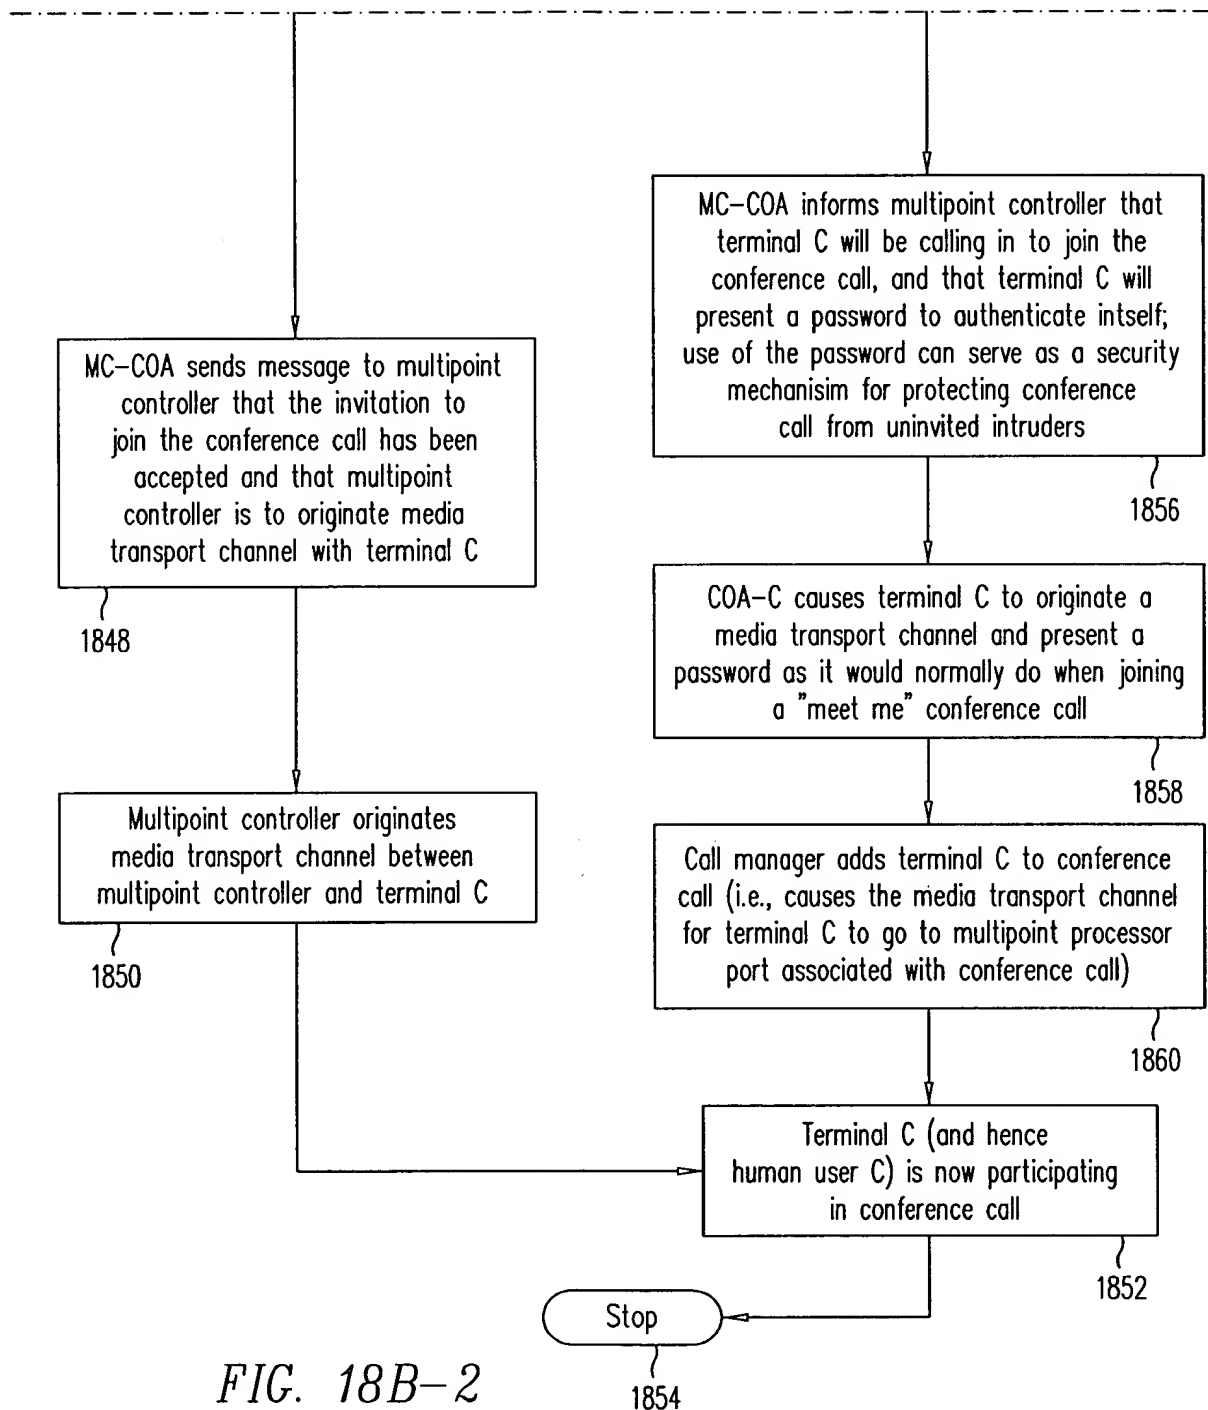 MC-COA sends message to multipoint
controller that the invitation to
join the conference call has been
accepted and that multipoint
controller is to originate media
transport channel with terminal C
1848
Multipoint controller originates
media transport channel between
multipoint controller and terminal C
1850
MC-COA informs multipoint controller that
terminal C will be calling in to join the
conference call, and that terminal C will
present a password to authenticate intself;
use of the password can serve as a security
mechanisim for protecting conference
call from uninvited intruders
1856
COA-C causes terminal C to originate a
media transport channel and present a
password as it would normally do when joining
a "meet me" conference call
1858
Call manager adds terminal C to conference
call (i.e., causes the media transport channel
for terminal C to go to multipoint processor
port associated with conference call)
1860
Terminal C (and hence
human user C) is now participating
in conference call
1852
Stop
1854
FIG. 18B-2